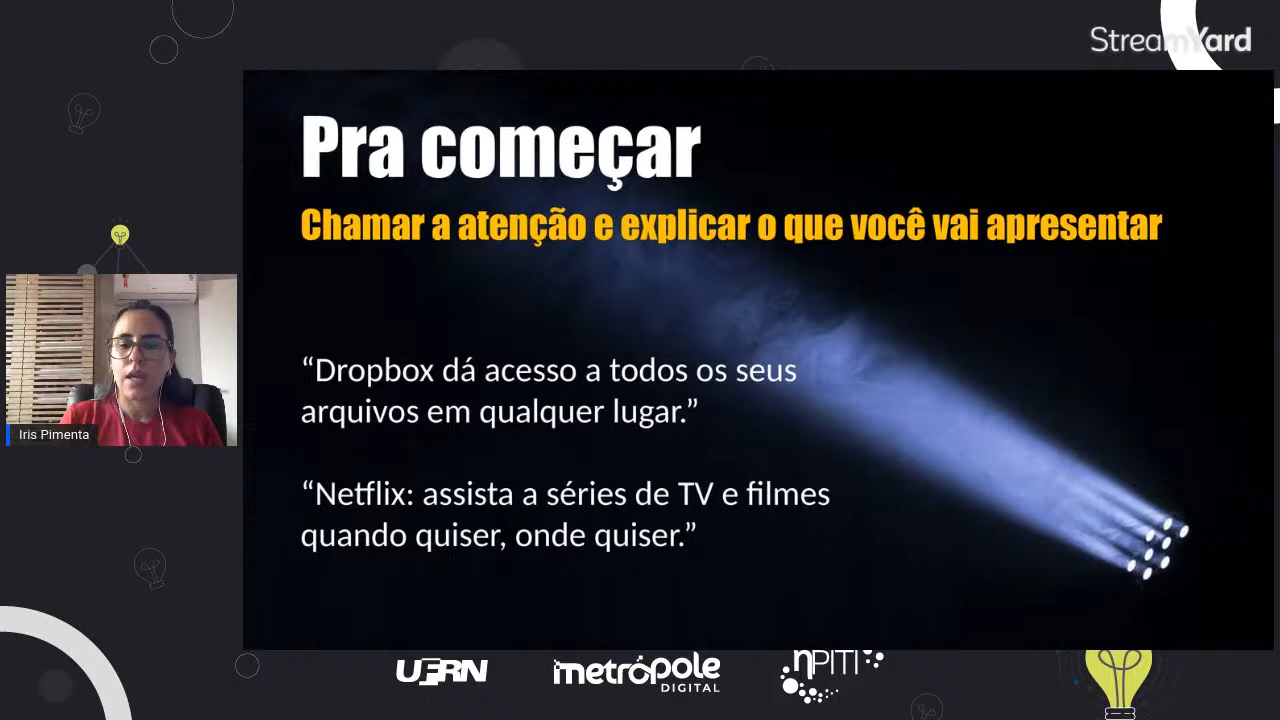 StreamYard
Pra começar
Chamar a atenção e explicar o que você vai apresentar
“Dropbox dá acesso a todos os seus
arquivos em qualquer lugar.”
“Netflix: assista a séries de TV e filmes
quando quiser, onde quiser.”
Iris Pimenta
UFRN
metrópole
DIGITAL
nPITI